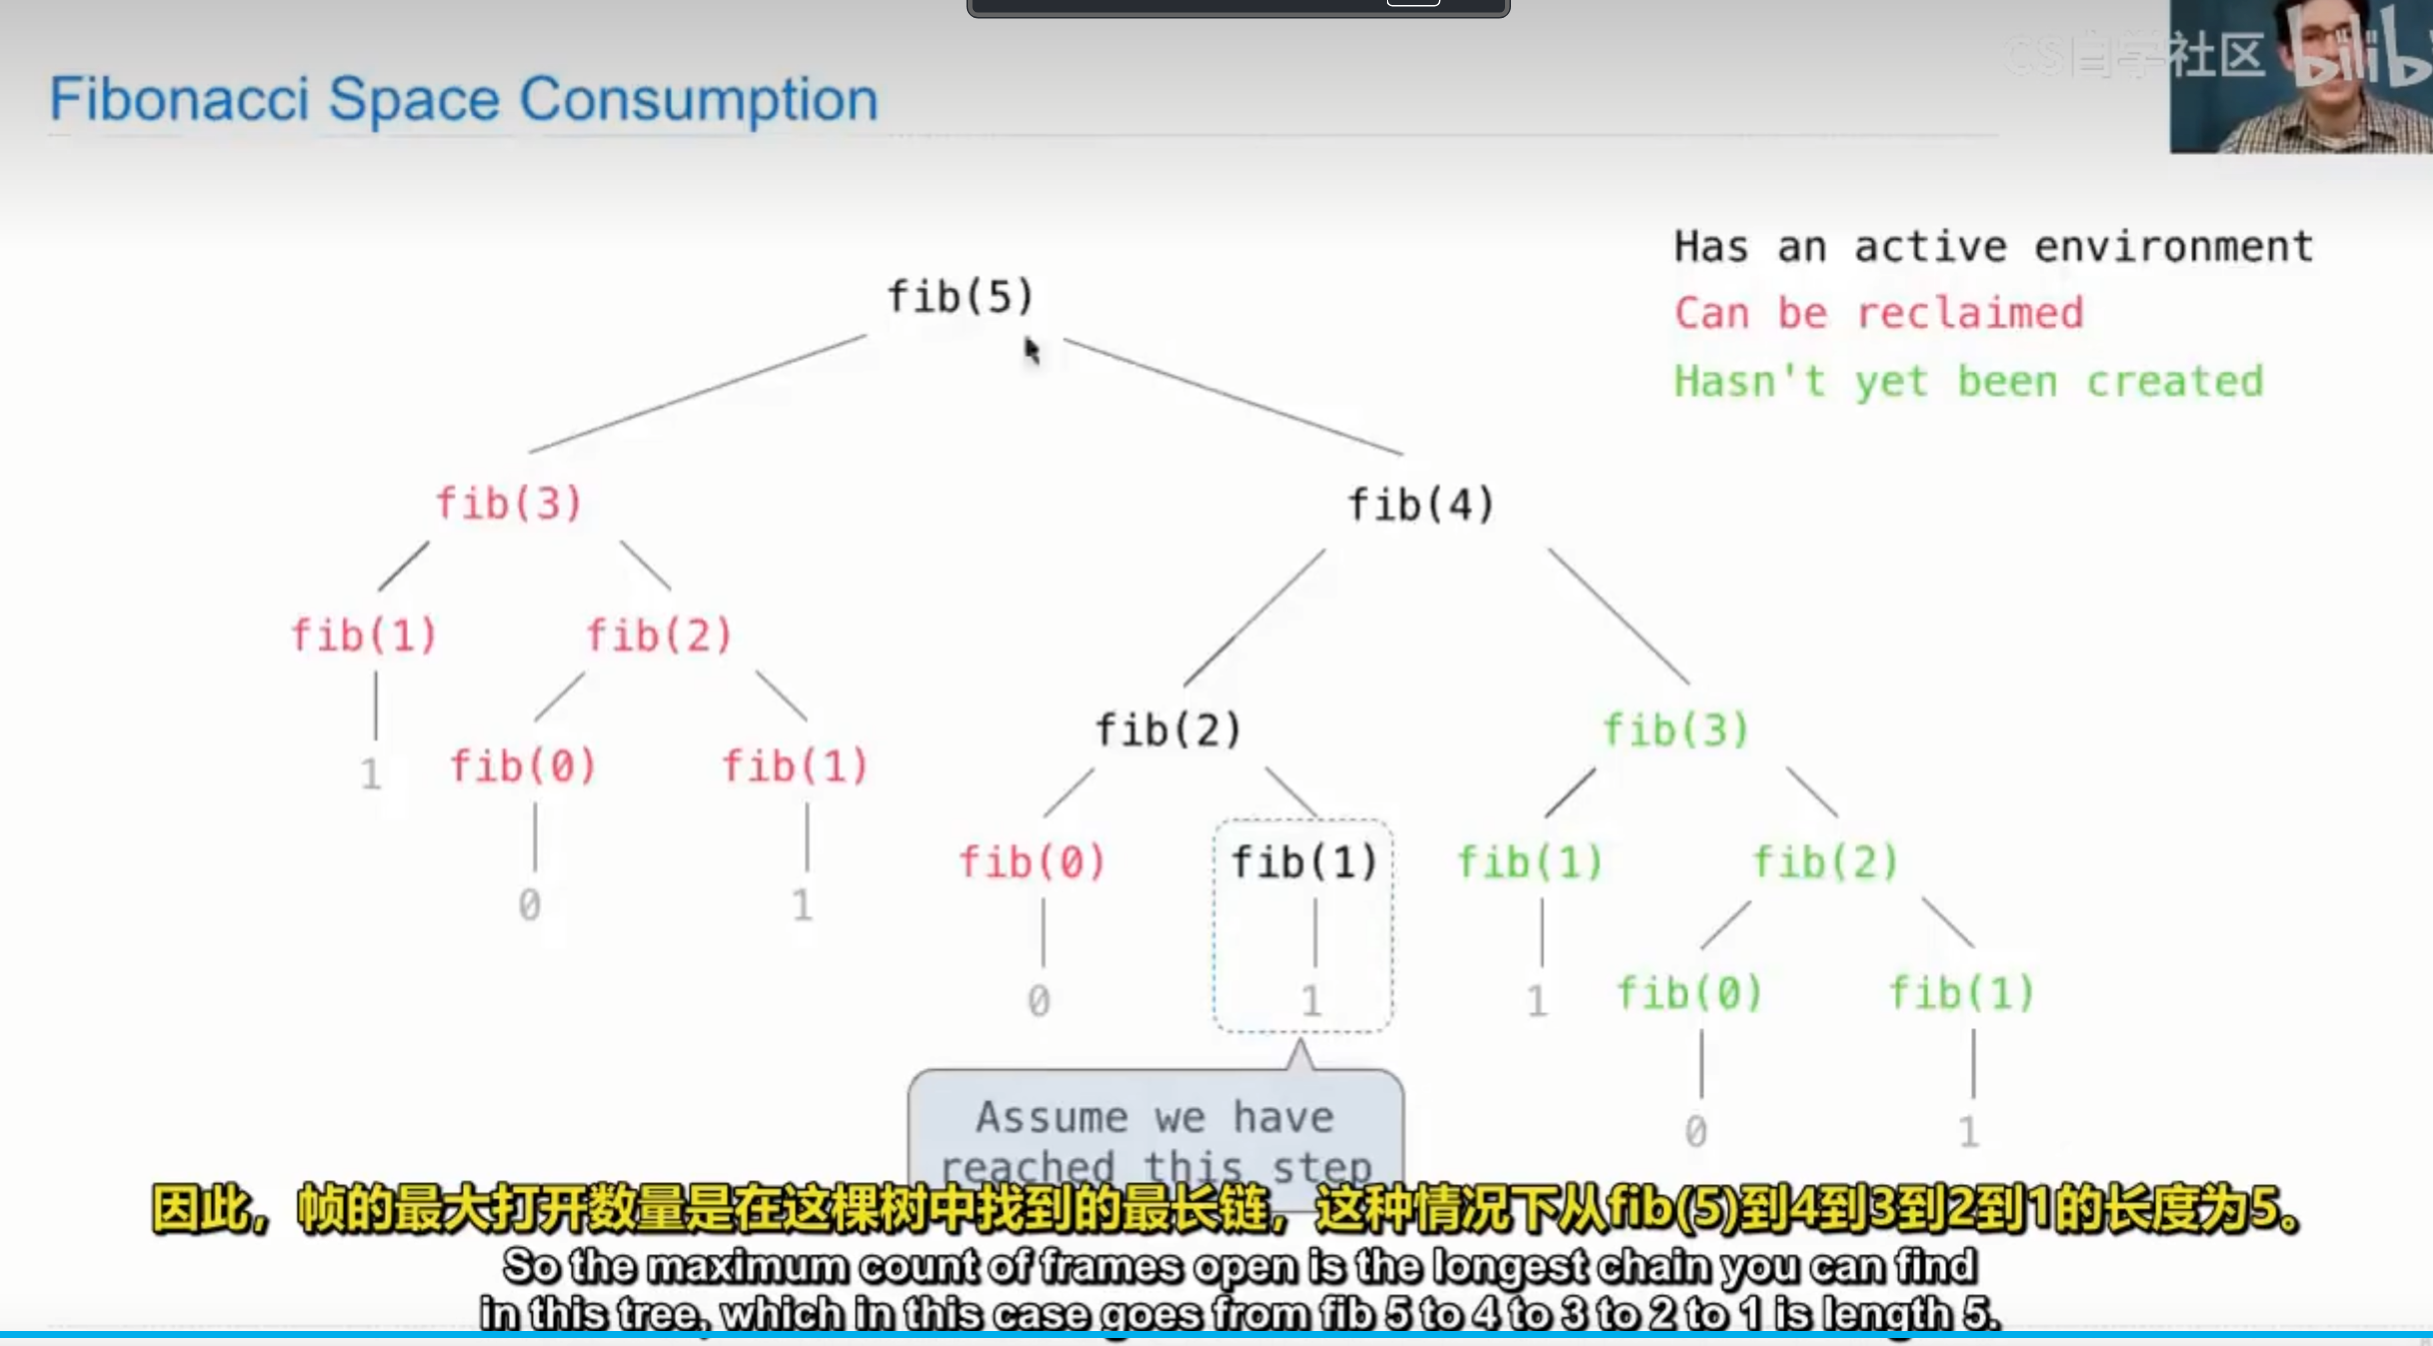 CS自学社区 bilib
Fibonacci Space Consumption
Has an active environment
Can be reclaimed
Hasn't yet been created
fib(5)
fib(3) fib(4)
fib(1) fib(2)
fib(2) fib(3)
1 fib(0) fib(1)
fib(0) fib(1) fib(1) fib(2)
0 1
0 1 1 fib(0) fib(1)
Assume we have
reached this step
0 1
因此，帧的最大打开数量是在这棵树中找到的最长链，这种情况下从fib(5)到4到3到2到1的长度为5。
So the maximum count of frames open is the longest chain you can find
in this tree, which in this case goes from fib 5 to 4 to 3 to 2 to 1 is length 5.